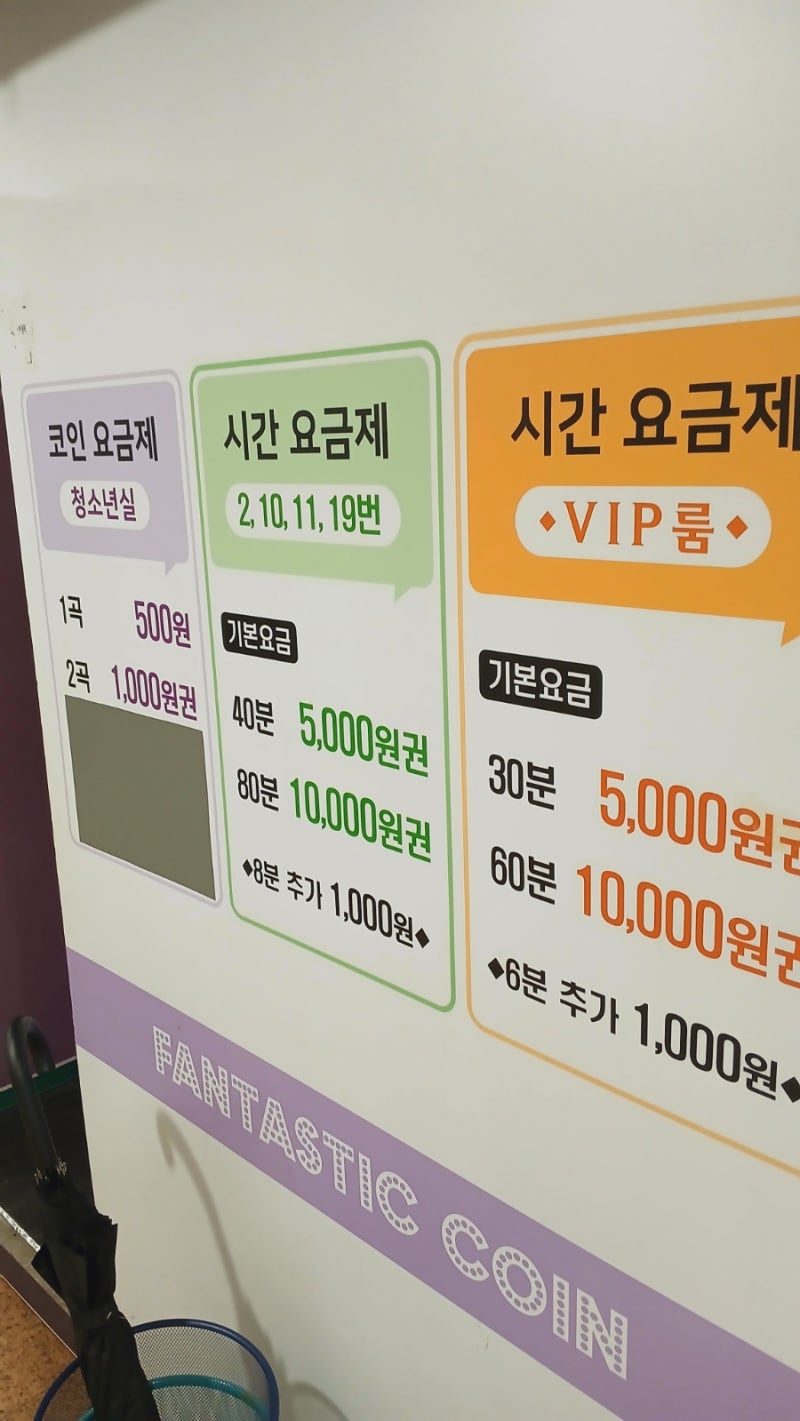 코인 요금제
청소년실
1곡 500원
2곡 1,000원권
시간 요금제
2, 10, 11, 19번
기본요금
40분 5,000원권
80분 10,000원권
◆8분 추가 1,000원◆
시간 요금제
◆VIP룸◆
기본요금
30분 5,000원권
60분 10,000원권
◆6분 추가 1,000원◆
FANTASTIC COIN